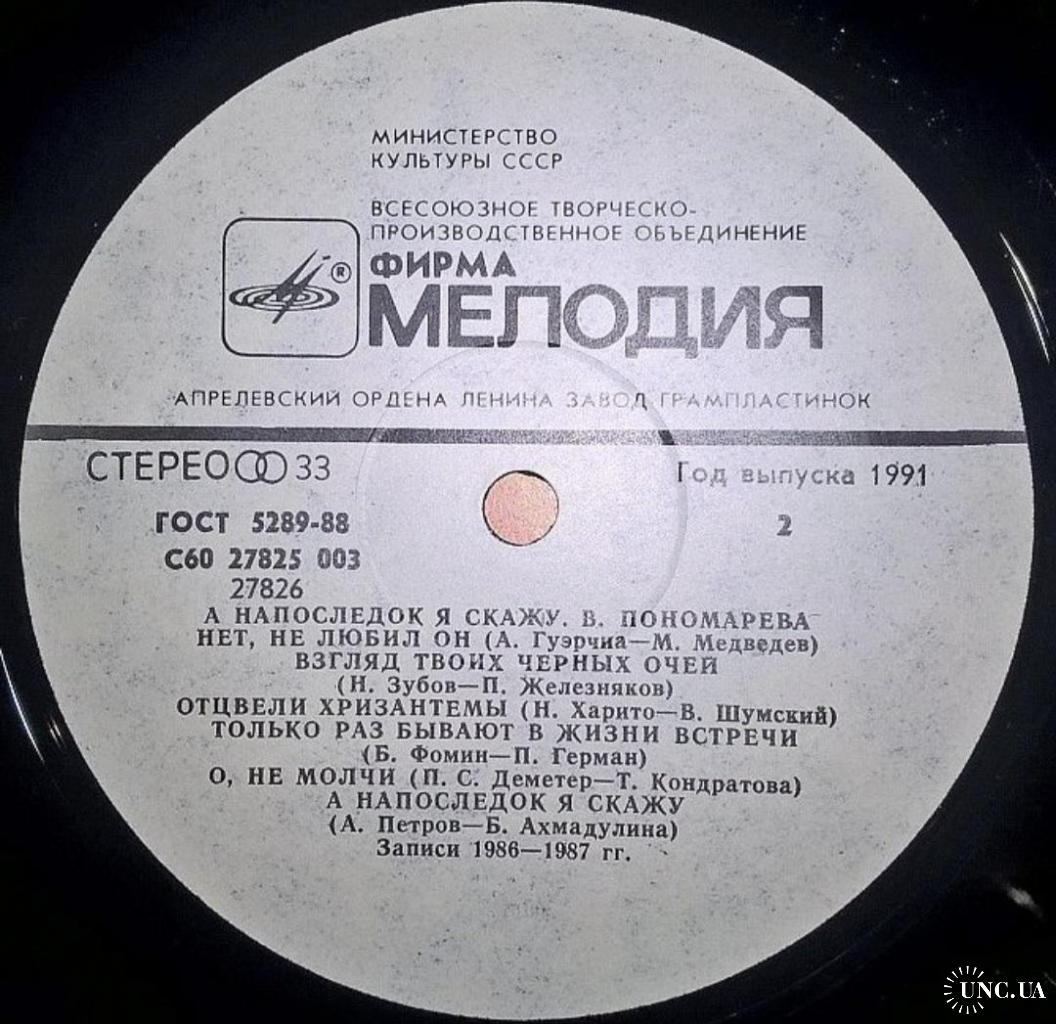 МИНИСТЕРСТВО
КУЛЬТУРЫ СССР
ВСЕСОЮЗНОЕ ТВОРЧЕСКО-
ПРОИЗВОДСТВЕННОЕ ОБЪЕДИНЕНИЕ
®
ФИРМА
МЕЛОДИЯ
АПРЕЛЕВСКИЙ ОРДЕНА ЛЕНИНА ЗАВОД ГРАМПЛАСТИНОК
СТЕРЕО 33
Год выпуска 1991
ГОСТ 5289-88
2
С60 27825 003
27826
А НАПОСЛЕДОК Я СКАЖУ. В. ПОНОМАРЕВА
НЕТ, НЕ ЛЮБИЛ ОН (А. Гуэрчиа—М. Медведев)
ВЗГЛЯД ТВОИХ ЧЕРНЫХ ОЧЕЙ
(Н. Зубов—П. Железняков)
ОТЦВЕЛИ ХРИЗАНТЕМЫ (Н. Харито—В. Шумский)
ТОЛЬКО РАЗ БЫВАЮТ В ЖИЗНИ ВСТРЕЧИ
(Б. Фомин—П. Герман)
О, НЕ МОЛЧИ (П. С. Деметер—Т. Кондратова)
А НАПОСЛЕДОК Я СКАЖУ
(А. Петров—Б. Ахмадулина)
Записи 1986—1987 гг.
UNC.UA